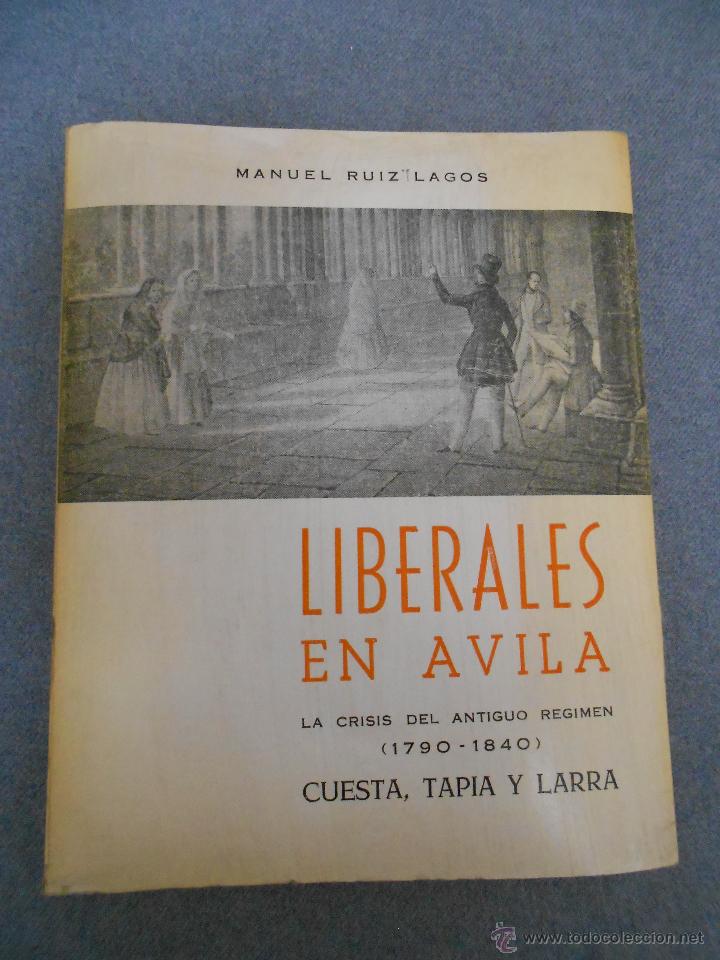 MANUEL RUIZ LAGOS
LIBERALES
EN AVILA
LA CRISIS DEL ANTIGUO REGIMEN
(1790-1840)
CUESTA, TAPIA Y LARRA
© www.todocoleccion.net